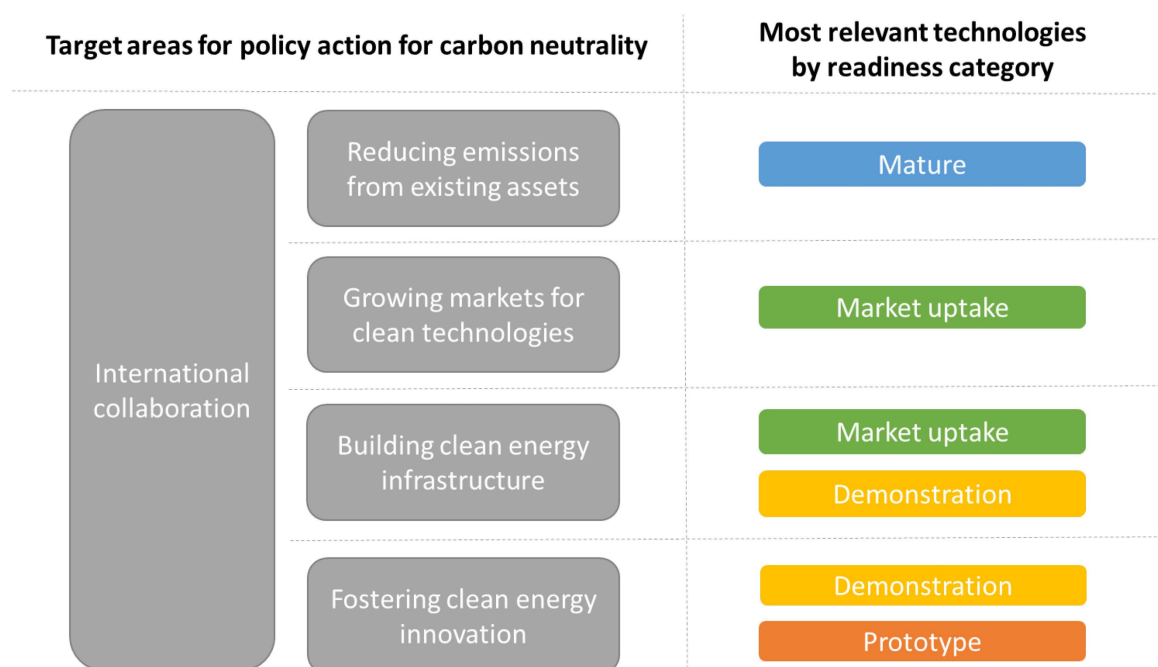 Target areas for policy action for carbon neutrality
Most relevant technologies
by readiness category
International
collaboration
Reducing emissions
from existing assets
Mature
Growing markets for
clean technologies
Market uptake
Building clean energy
infrastructure
Market uptake
Demonstration
Fostering clean energy
innovation
Demonstration
Prototype